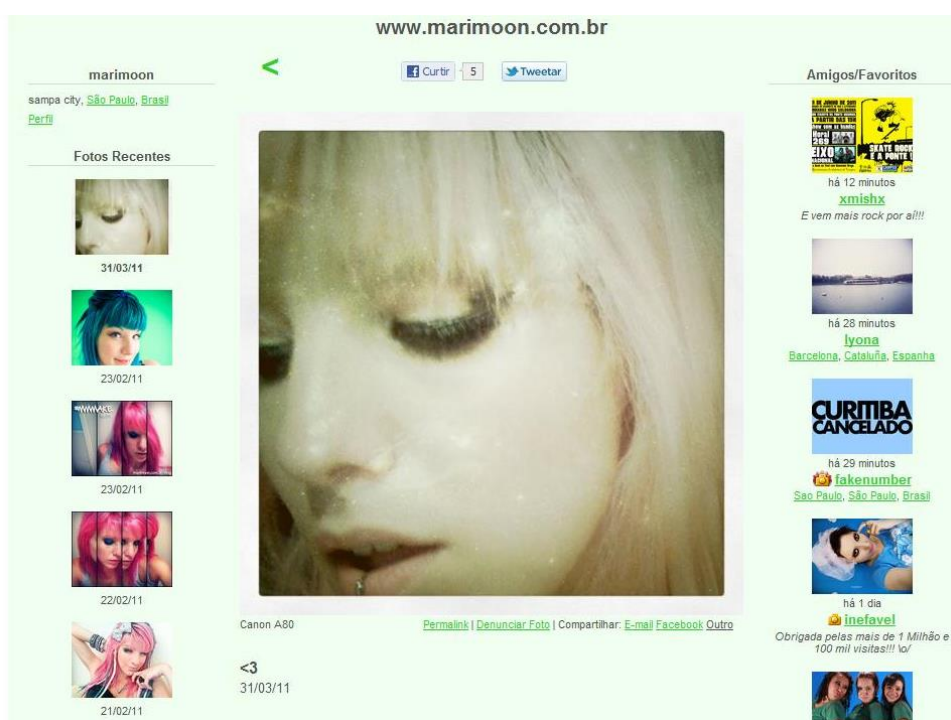 www.marimoon.com.br
marimoon
sampa city, São Paulo, Brasil
Perfil
Fotos Recentes
31/03/11
23/02/11
23/02/11
22/02/11
21/02/11
<
Curtir 5 Tweetar
Canon A80
Permalink | Denunciar Foto | Compartilhar: E-mail Facebook Outro
<3
31/03/11
Amigos/Favoritos
SKATE ROCK
E A PONTE
há 12 minutos
xmishx
E vem mais rock por aí!!!
há 28 minutos
lyona
Barcelona, Cataluña, Espanha
CURITIBA
CANCELADO
há 29 minutos
fakenumber
Sao Paulo, São Paulo, Brasil
há 1 dia
inefavel
Obrigada pelas mais de 1 Milhão e
100 mil visitas!!! \o/